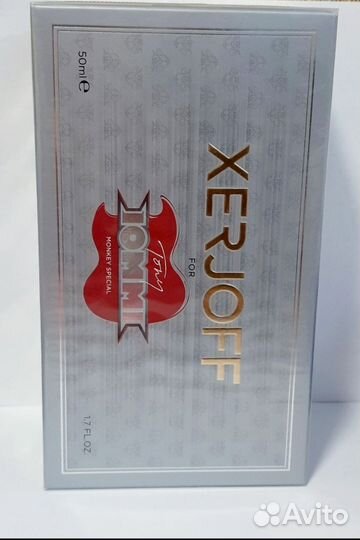 XERJOFF
FOR
Tony
IOMMI
MONKEY SPECIAL
50ml e
1.7 FL.OZ
Avito